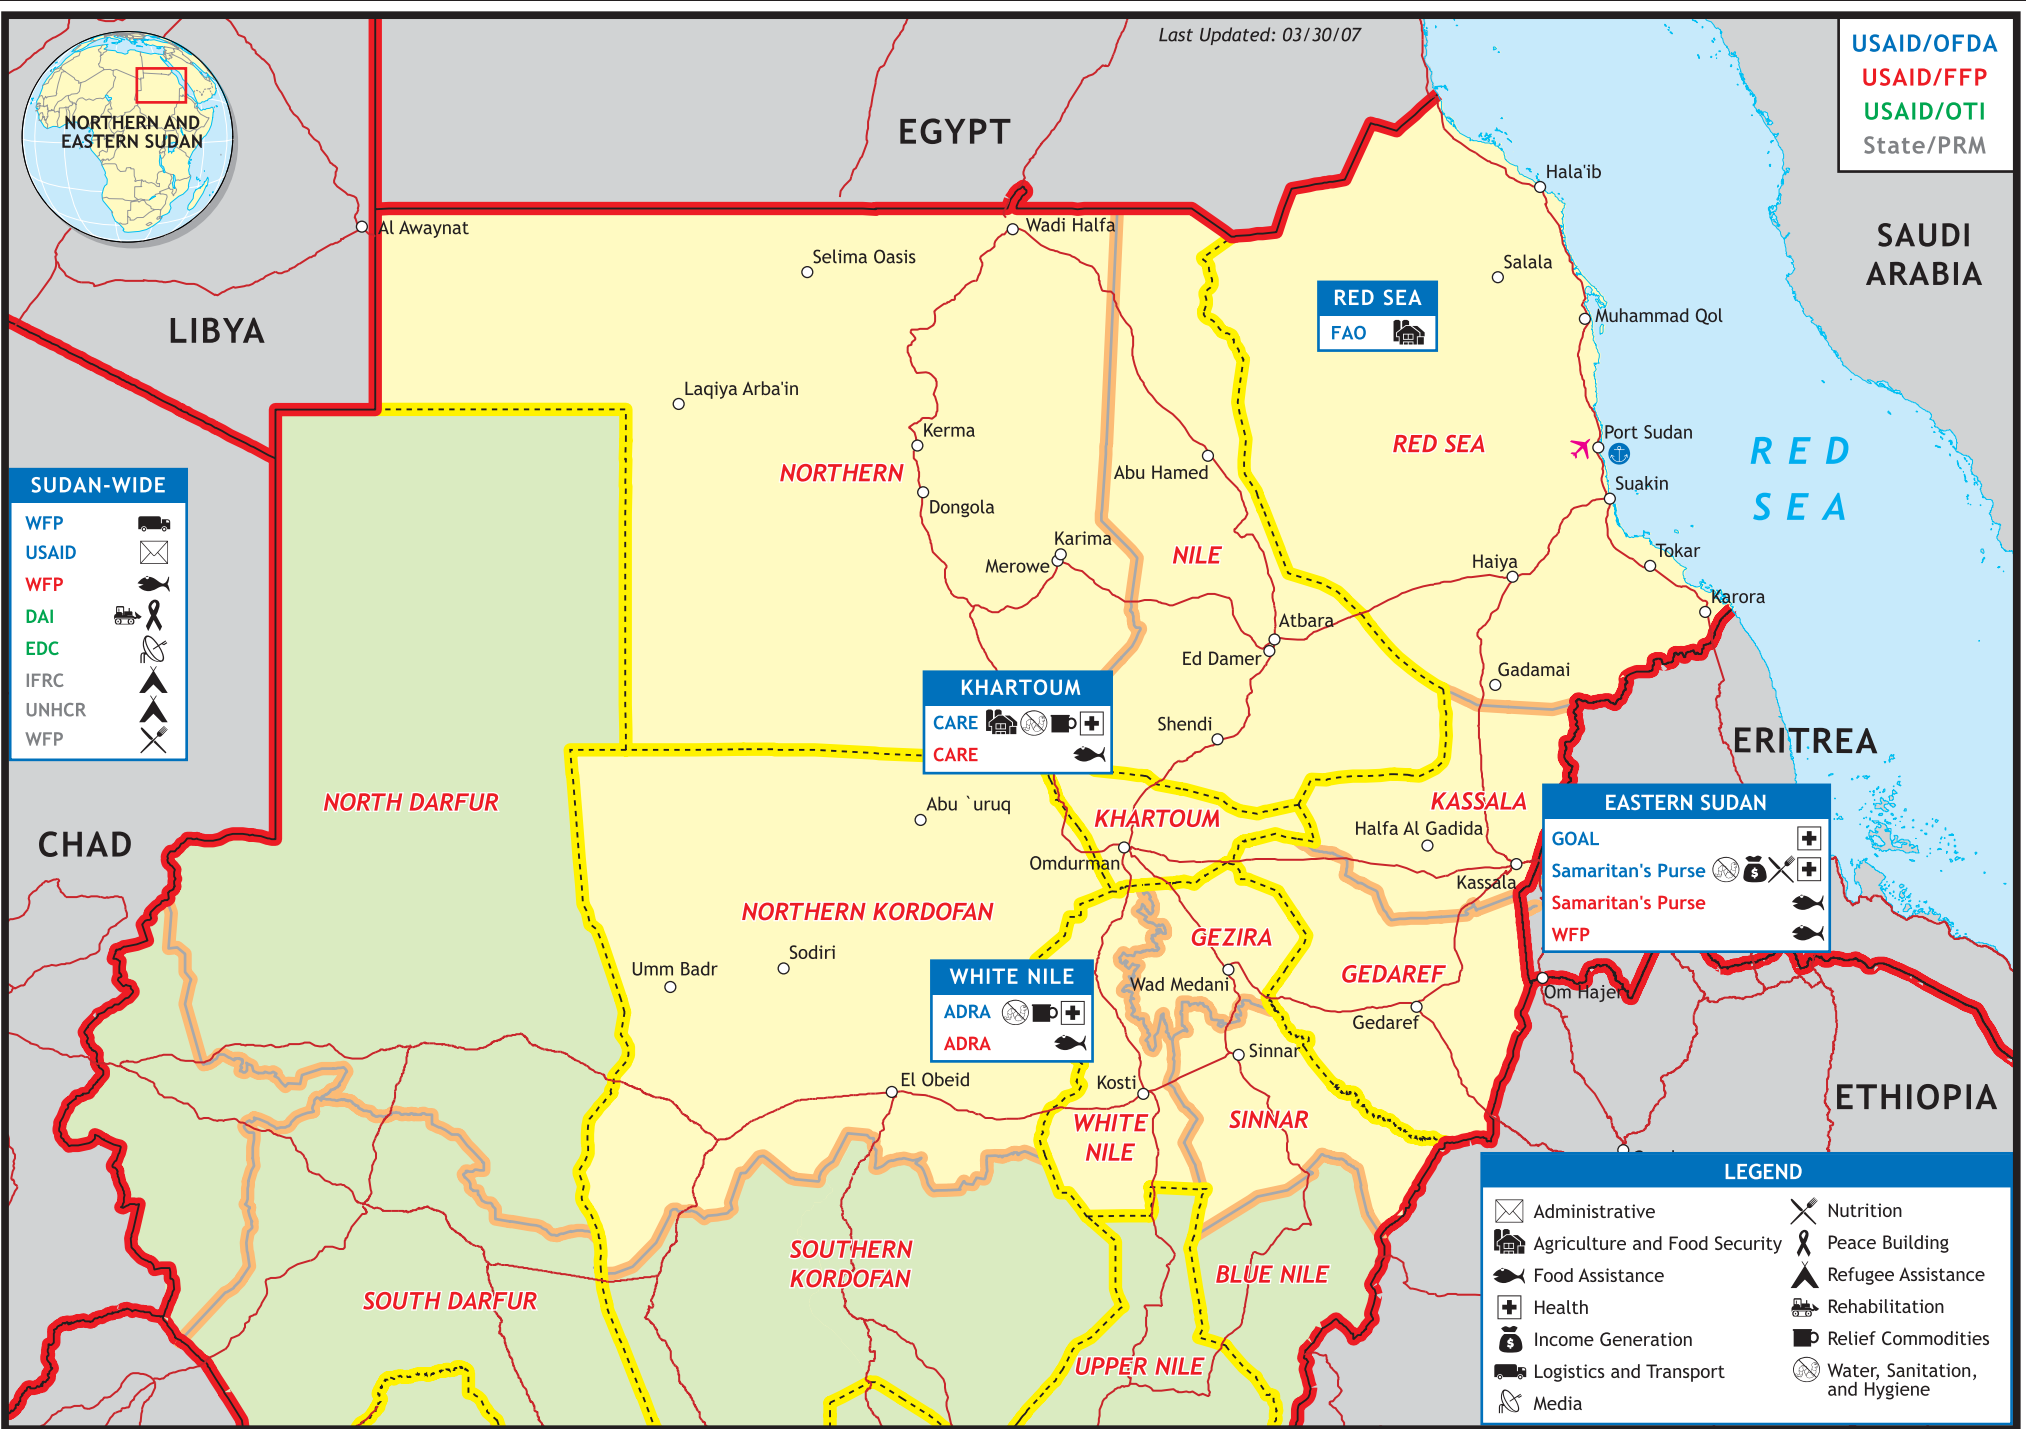 Last Updated: 03/30/07
USAID/OFDA
USAID/FFP
USAID/OTI
State/PRM
NORTHERN AND
EASTERN SUDAN
EGYPT
LIBYA
SAUDI
ARABIA
CHAD
ERITREA
ETHIOPIA
RED
SEA
Al Awaynat
Selima Oasis
Wadi Halfa
Hala'ib
Salala
Muhammad Qol
RED SEA
FAO
Laqiya Arba'in
Kerma
NORTHERN
Dongola
Abu Hamed
RED SEA
Port Sudan
Suakin
Karima
Merowe
NILE
Haiya
Tokar
Karora
Atbara
Ed Damer
Gadamai
Shendi
SUDAN-WIDE
WFP
USAID
WFP
DAI
EDC
IFRC
UNHCR
WFP
KHARTOUM
CARE
CARE
NORTH DARFUR
Abu `uruq
KHARTOUM
KASSALA
Halfa Al Gadida
Omdurman
Kassala
EASTERN SUDAN
GOAL
Samaritan's Purse
Samaritan's Purse
WFP
NORTHERN KORDOFAN
Sodiri
Umm Badr
GEZIRA
Wad Medani
GEDAREF
Gedaref
Om Hajer
WHITE NILE
ADRA
ADRA
El Obeid
Kosti
Sinnar
WHITE
NILE
SINNAR
SOUTHERN
KORDOFAN
SOUTH DARFUR
BLUE NILE
UPPER NILE
LEGEND
Administrative
Agriculture and Food Security
Food Assistance
Health
Income Generation
Logistics and Transport
Media
Nutrition
Peace Building
Refugee Assistance
Rehabilitation
Relief Commodities
Water, Sanitation,
and Hygiene